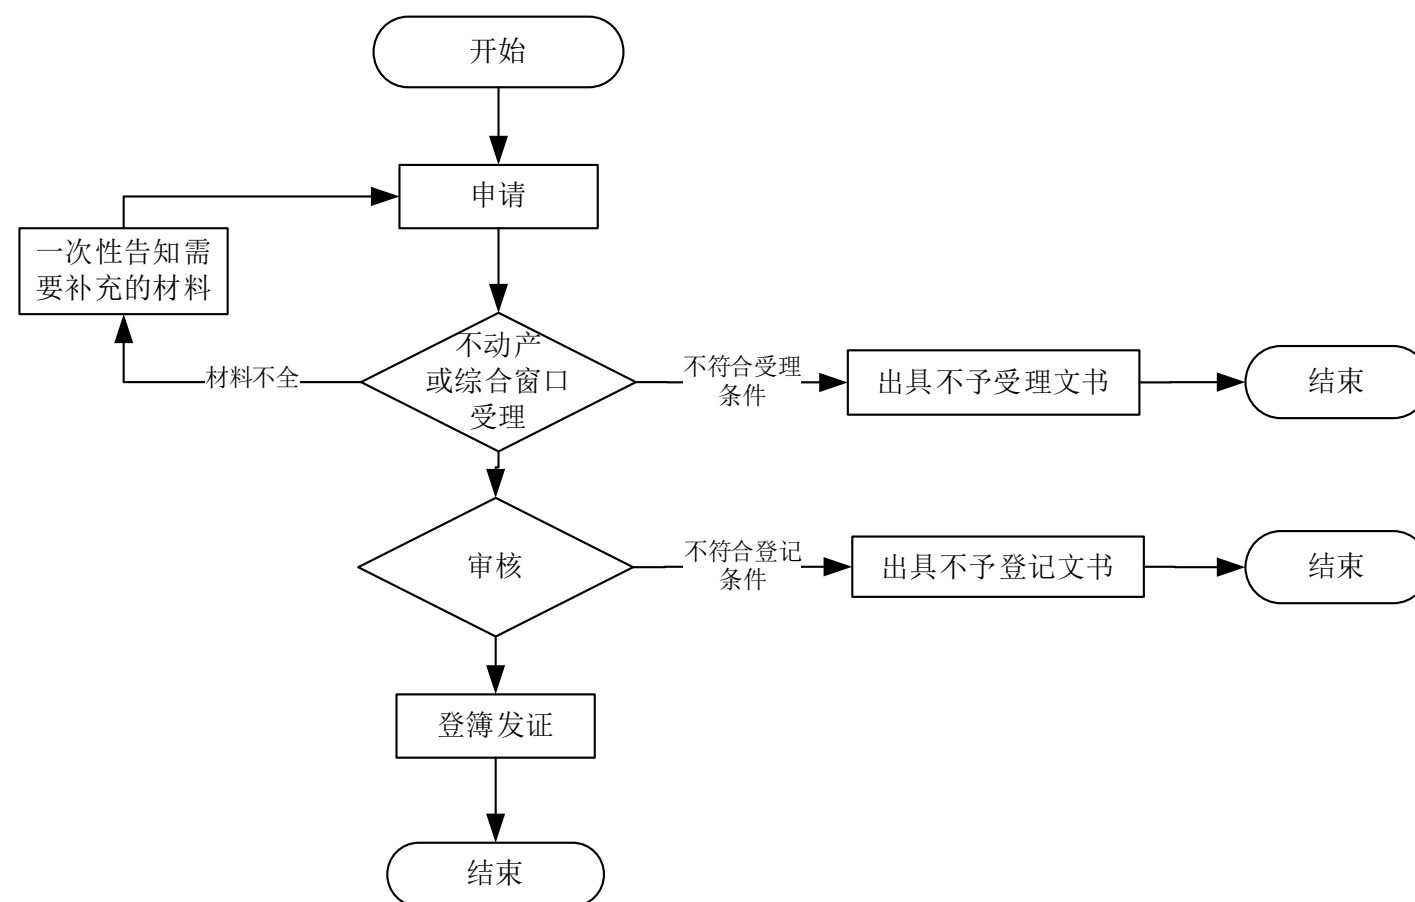 开始
申请
一次性告知需
要补充的材料
不动产
或综合窗口
受理
材料不全
不符合受理
条件
出具不予受理文书
结束
审核
不符合登记
条件
出具不予登记文书
结束
登簿发证
结束